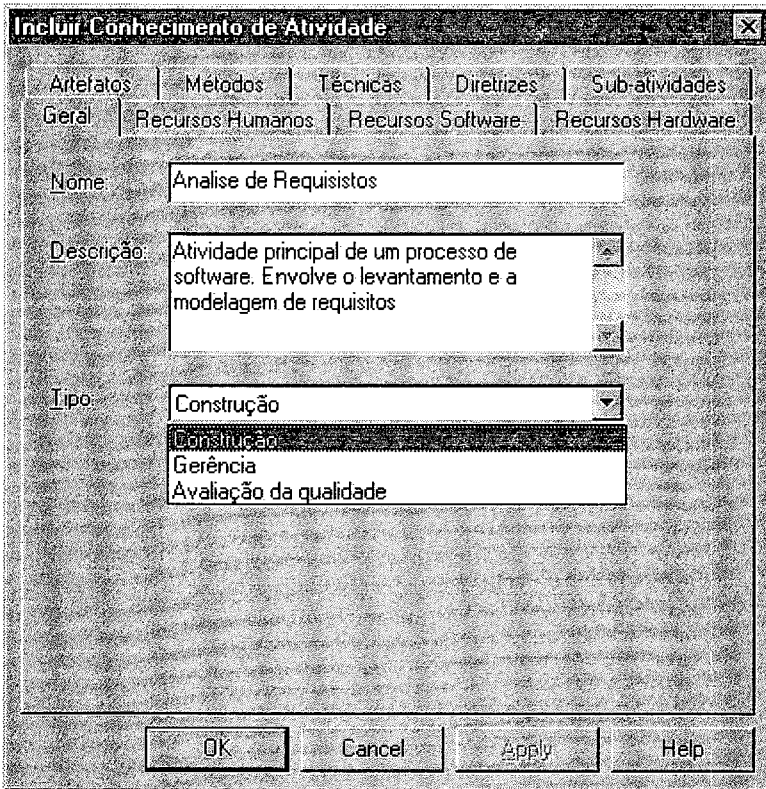 Incluir Conhecimento de Atividade
Artefatos Métodos Técnicas Diretrizes Sub-atividades
Geral Recursos Humanos Recursos Software Recursos Hardware
Nome:
Analise de Requisistos
Descrição:
Atividade principal de um processo de
software. Envolve o levantamento e a
modelagem de requisitos
Tipo:
Construção
Construção
Gerência
Avaliação da qualidade
OK Cancel Apply Help